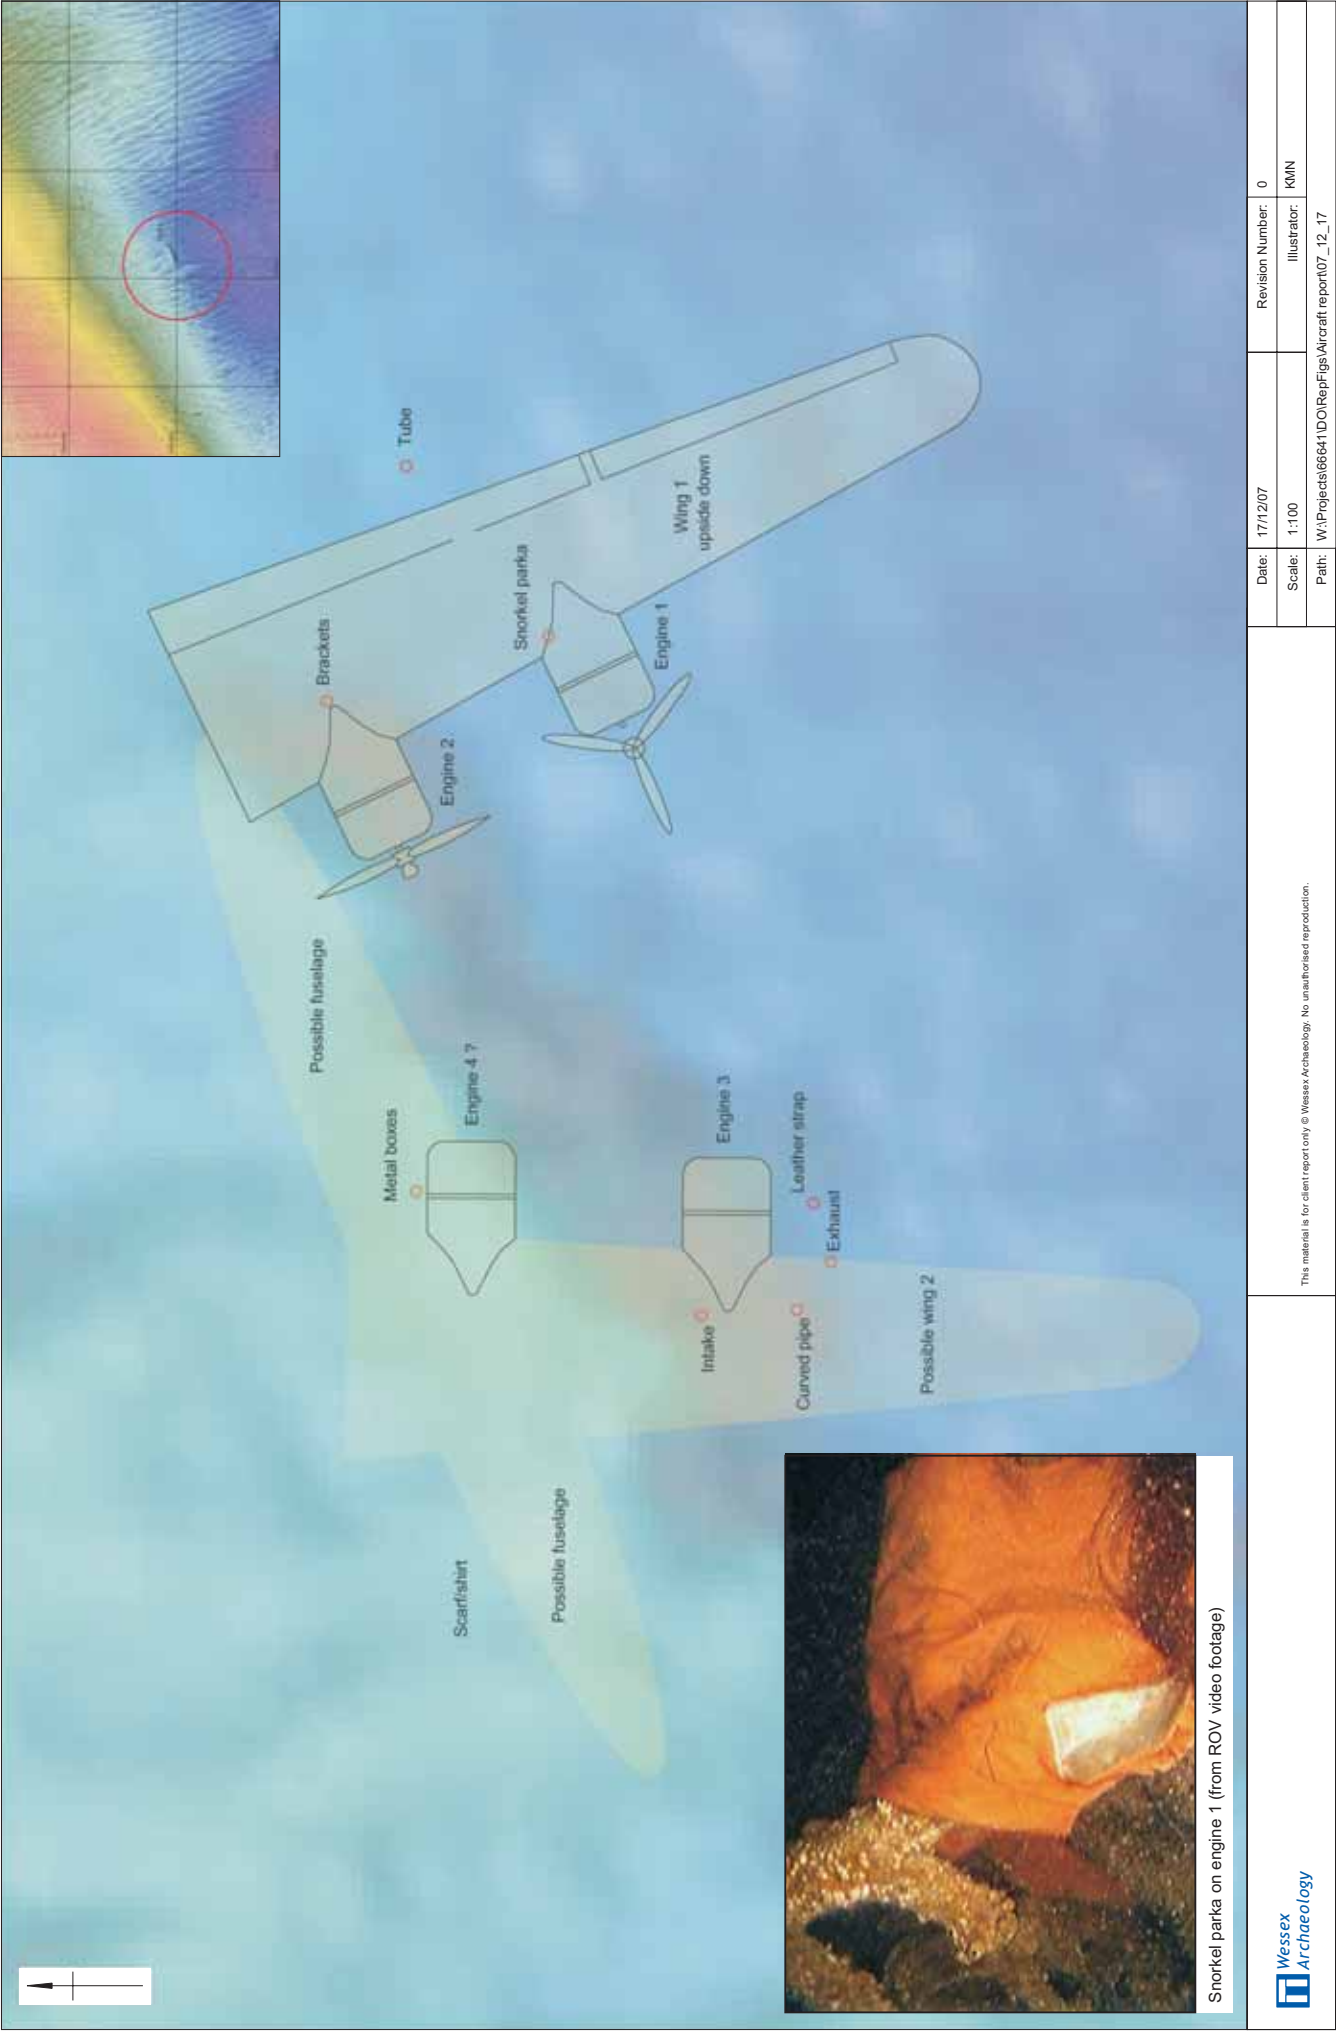 Tube
Brackets
Snorkel parka
Wing 1
upside down
Engine 1
Engine 2
Possible fuselage
Engine 4 ?
Metal boxes
Engine 3
Leather strap
Exhaust
Intake
Curved pipe
Possible wing 2
Scarf/shirt
Possible fuselage
Snorkel parka on engine 1 (from ROV video footage)
Wessex
Archaeology
This material is for client report only © Wessex Archaeology. No unauthorised reproduction.
Date: 17/12/07 Revision Number: 0
Scale: 1:100 Illustrator: KMN
Path: W:\Projects\66641\DO\RepFigs\Aircraft report\07_12_17